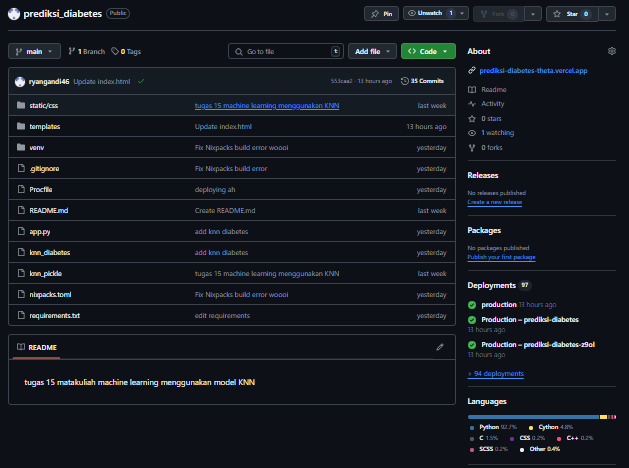 prediksi_diabetes Public
Pin Unwatch 1 Fork 0 Star 0
main 1 Branch 0 Tags Go to file t Add file Code
ryangandi46 Update index.html 553caa2 · 13 hours ago 35 Commits
static/css tugas 15 machine learning menggunakan KNN last week
templates Update index.html 13 hours ago
venv Fix Nixpacks build error woooi yesterday
.gitignore Fix Nixpacks build error yesterday
Procfile deploying ah yesterday
README.md Create README.md last week
app.py add knn diabetes yesterday
knn_diabetes add knn diabetes yesterday
knn_pickle tugas 15 machine learning menggunakan KNN last week
nixpacks.toml Fix Nixpacks build error woooi yesterday
requirements.txt edit requirements yesterday
README
tugas 15 matakuliah machine learning menggunakan model KNN
About
prediksi-diabetes-theta.vercel.app
Readme
Activity
0 stars
1 watching
0 forks
Releases
No releases published
Create a new release
Packages
No packages published
Publish your first package
Deployments 97
production 13 hours ago
Production – prediksi-diabetes
13 hours ago
Production – prediksi-diabetes-z9ol
13 hours ago
+ 94 deployments
Languages
Python 92.7% Cython 4.8%
C 1.5% CSS 0.2% C++ 0.2%
SCSS 0.2% Other 0.4%